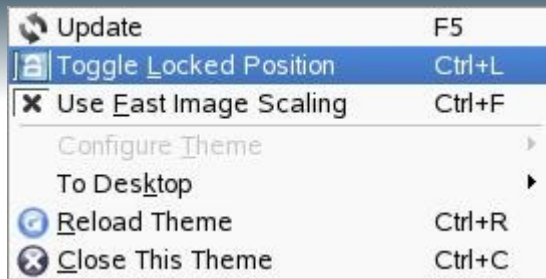 Update F5
Toggle Locked Position Ctrl+L
Use Fast Image Scaling Ctrl+F
Configure Theme
To Desktop
Reload Theme Ctrl+R
Close This Theme Ctrl+C